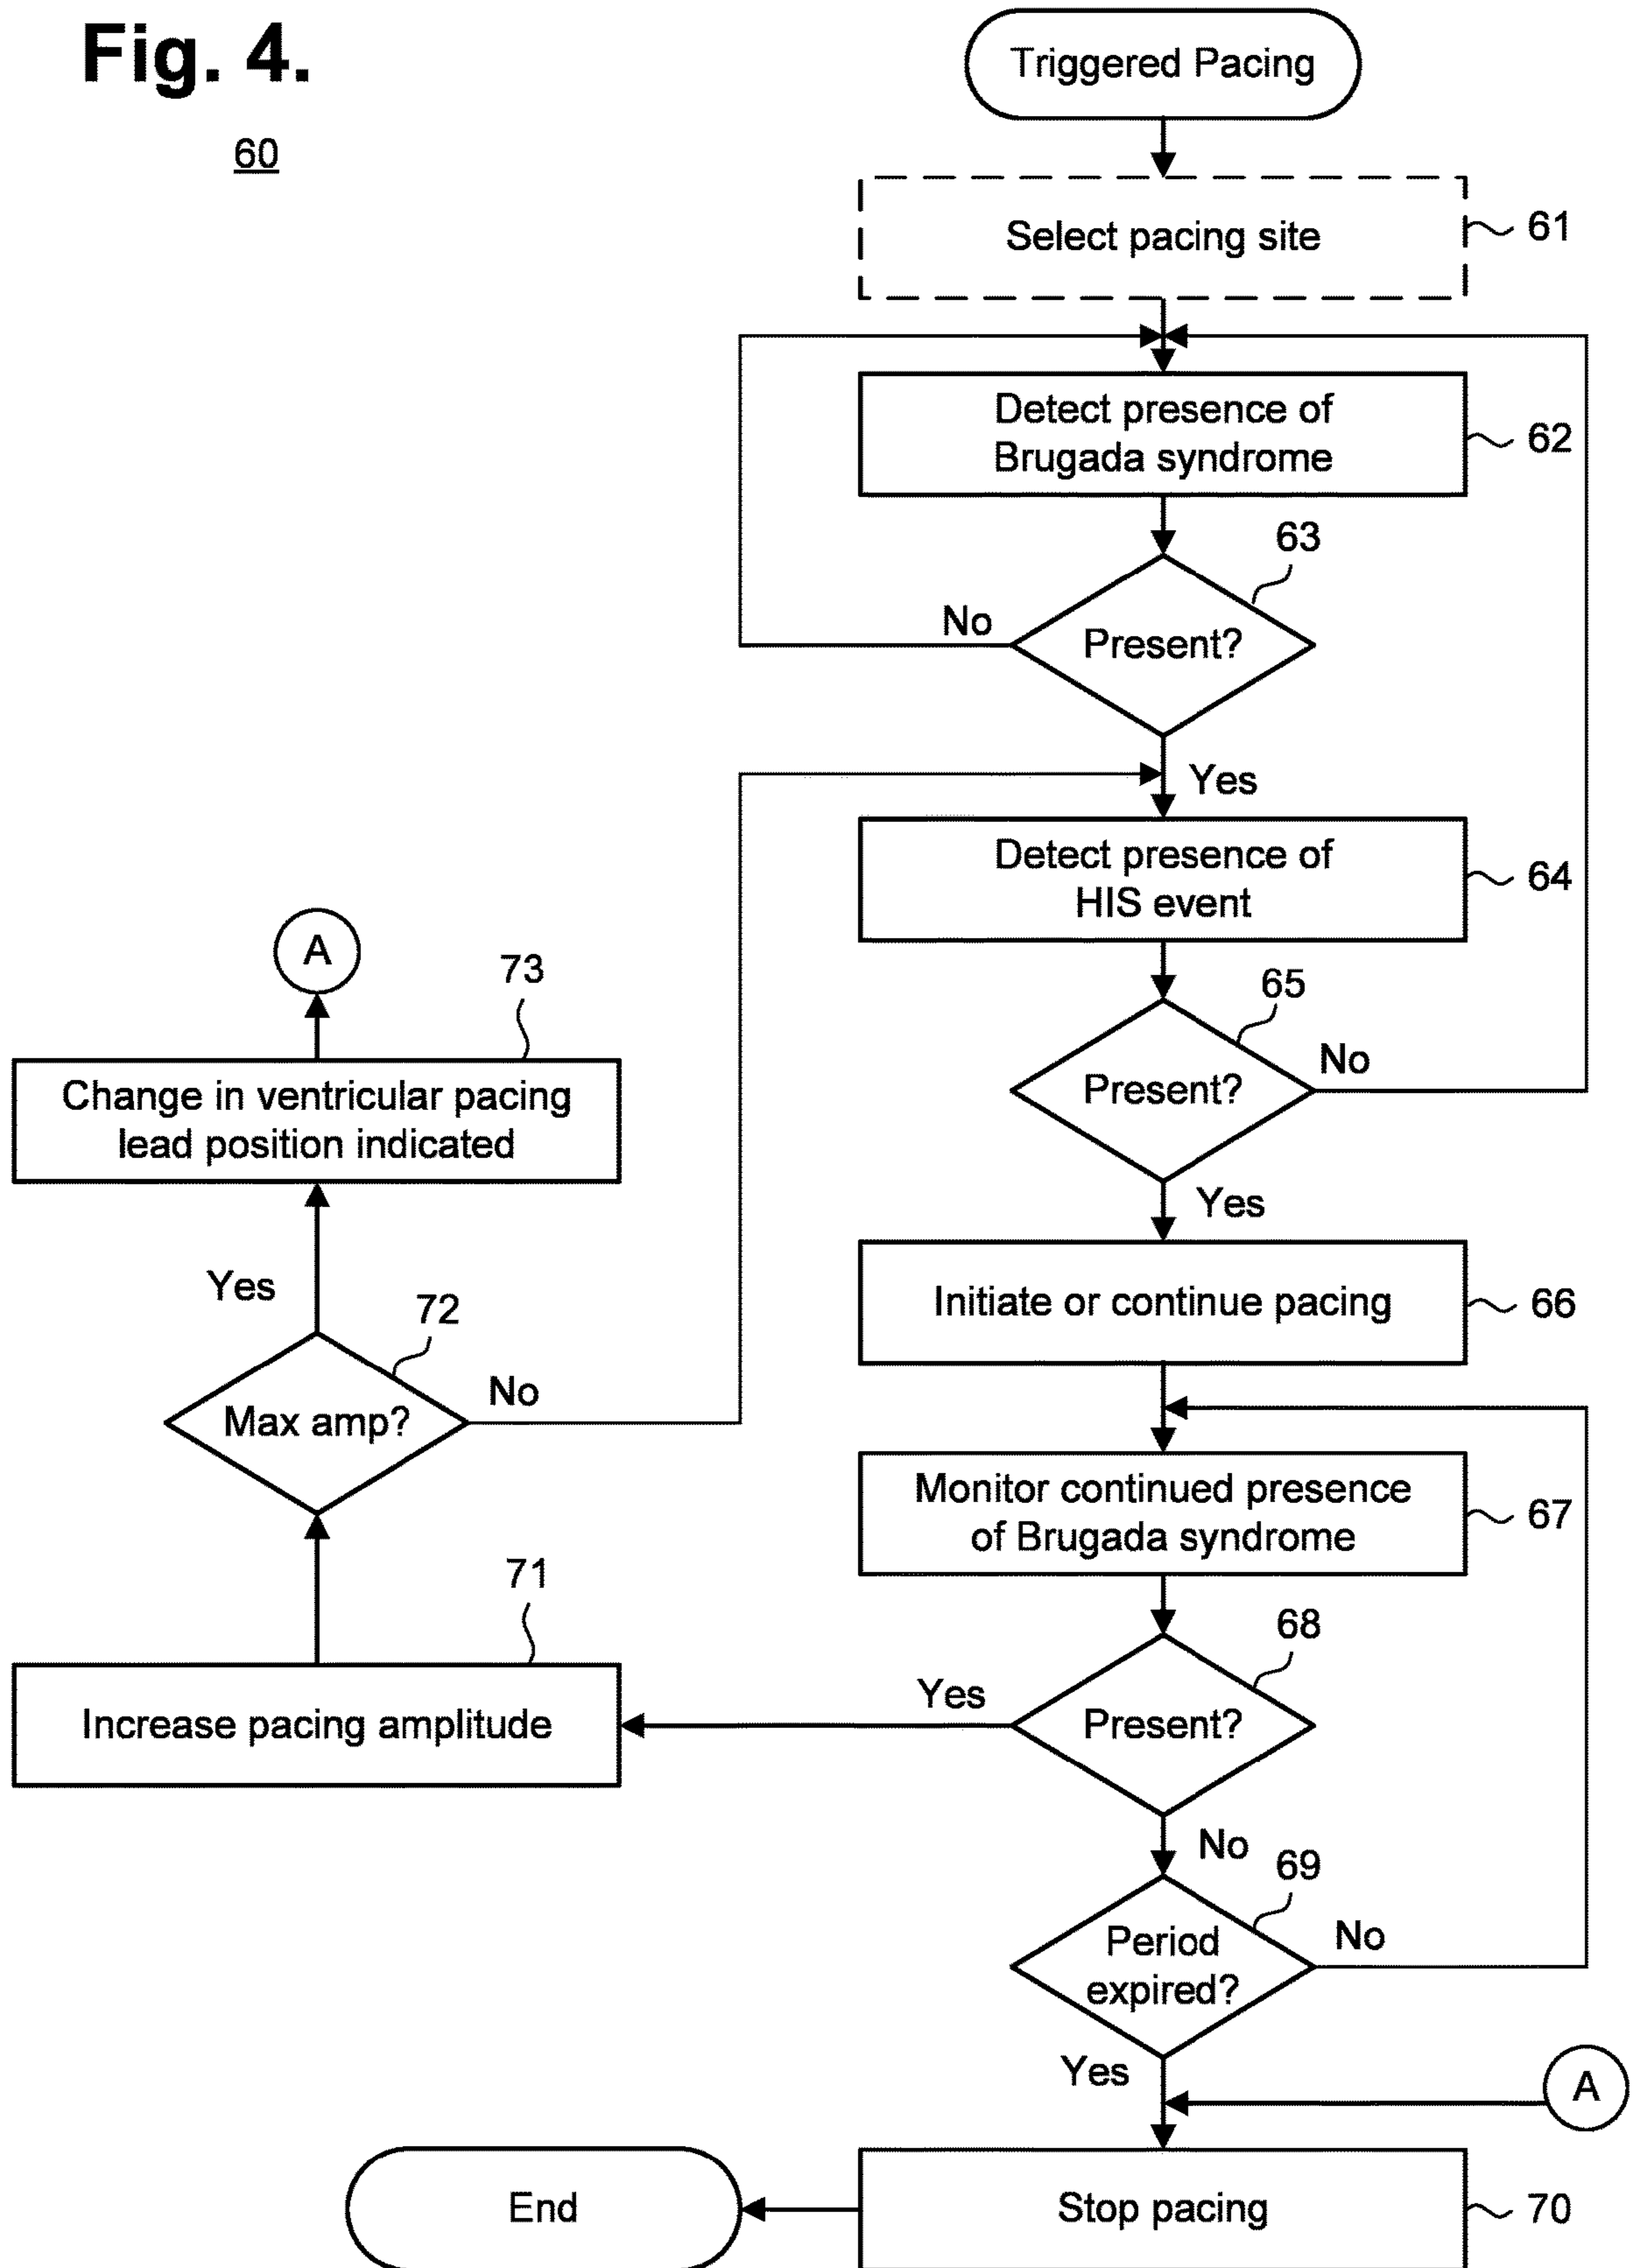 Fig. 4.
60
Triggered Pacing
Select pacing site
61
Detect presence of
Brugada syndrome
62
63
Present?
No
Yes
Detect presence of
HIS event
64
65
Present?
No
Yes
Initiate or continue pacing
66
Monitor continued presence
of Brugada syndrome
67
68
Present?
Yes
No
69
Period
expired?
No
Yes
A
Stop pacing
70
End
71
Increase pacing amplitude
72
Max amp?
No
Yes
73
Change in ventricular pacing
lead position indicated
A